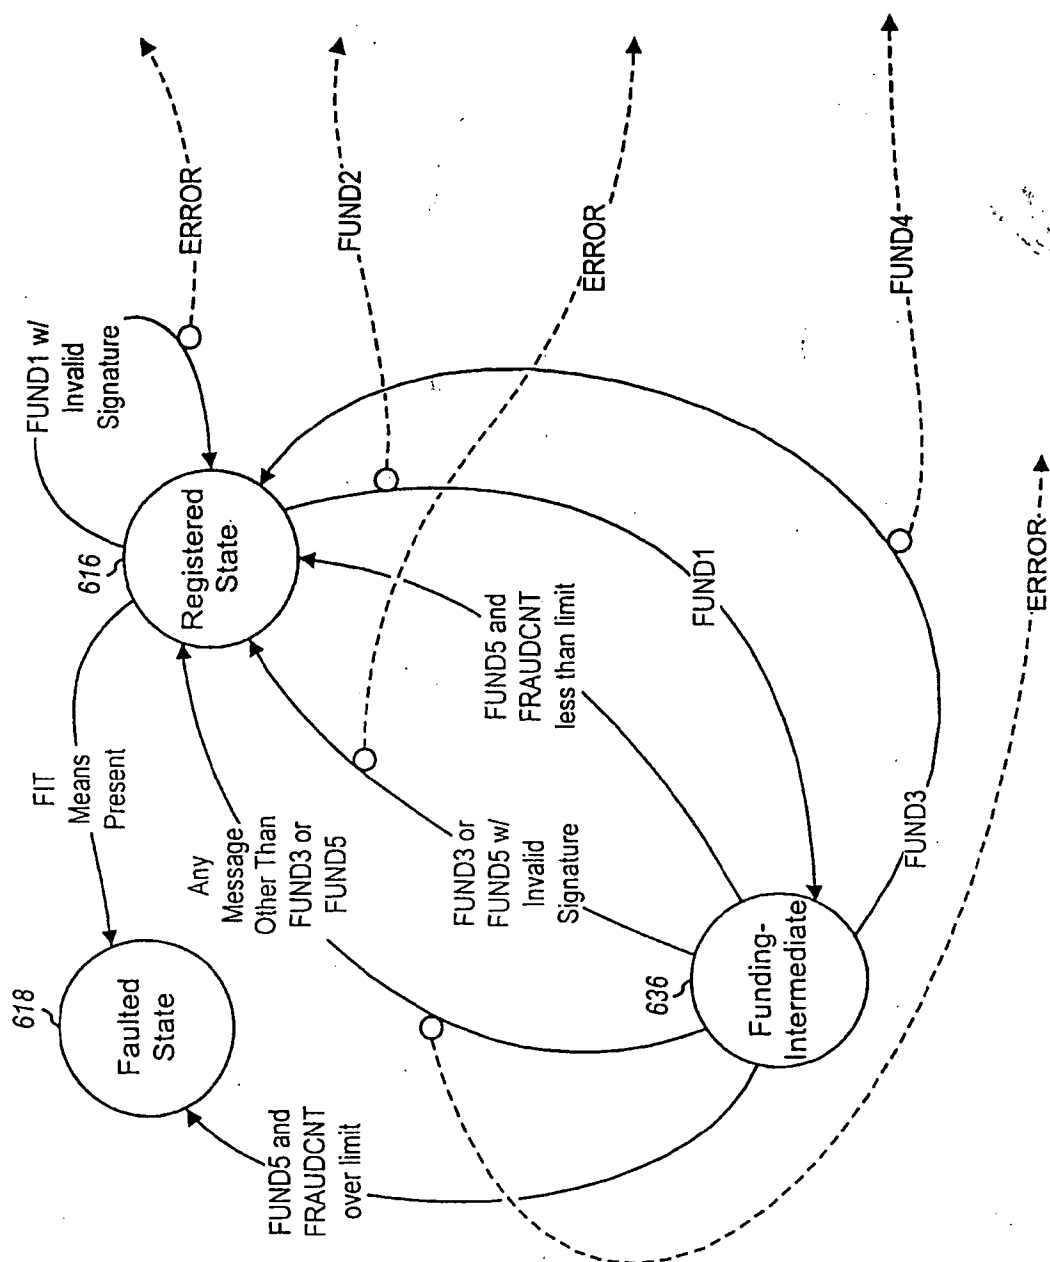 618
Faulted
State
FIT
Means
Present
616
Registered
State
FUND1 w/
Invalid
Signature
ERROR
FUND2
ERROR
FUND4
ERROR
FUND5 and
FRAUDCNT
over limit
Any
Message
Other Than
FUND3 or
FUND5
FUND3 or
FUND5 w/
Invalid
Signature
FUND5 and
FRAUDCNT
less than limit
FUND1
FUND3
636
Funding-
Intermediate